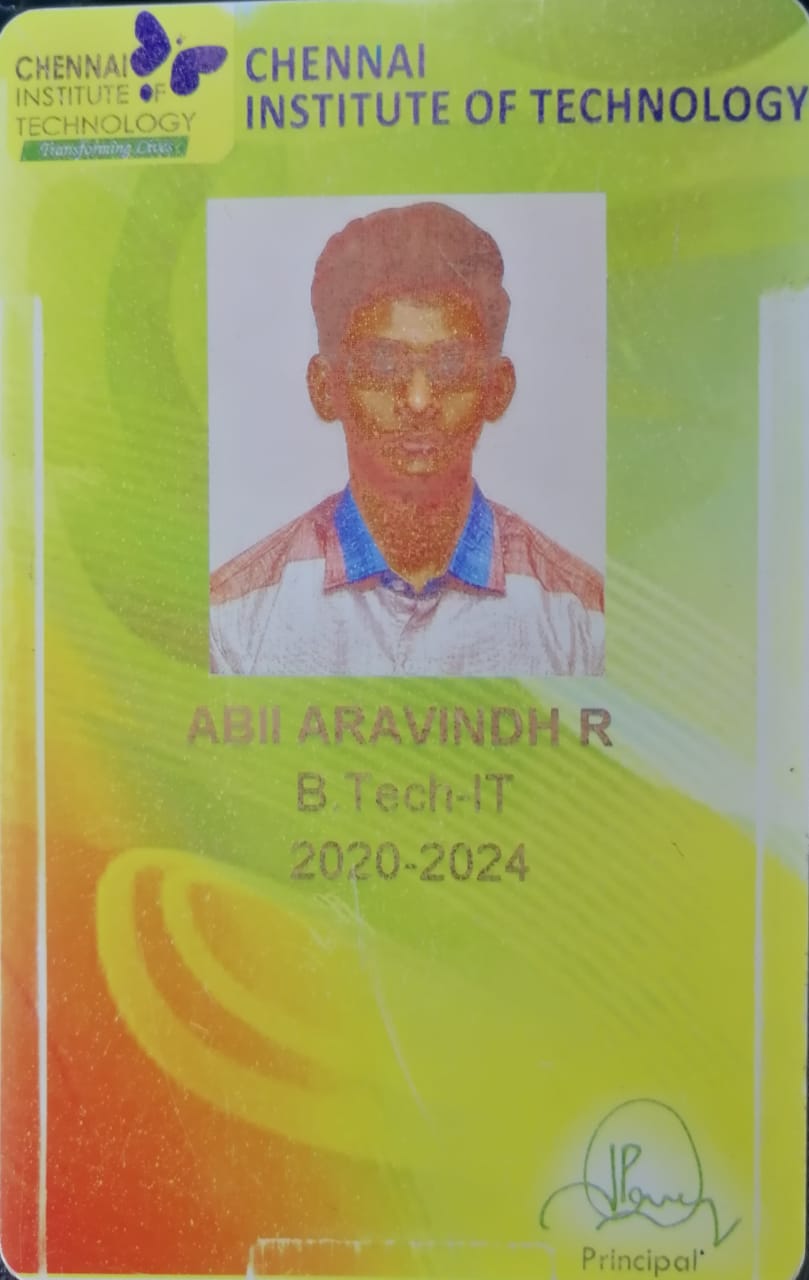 CHENNAI
INSTITUTE OF
TECHNOLOGY
Transforming Lives
CHENNAI
INSTITUTE OF TECHNOLOGY
ABII ARAVINDH R
B.Tech-IT
2020-2024
Principal